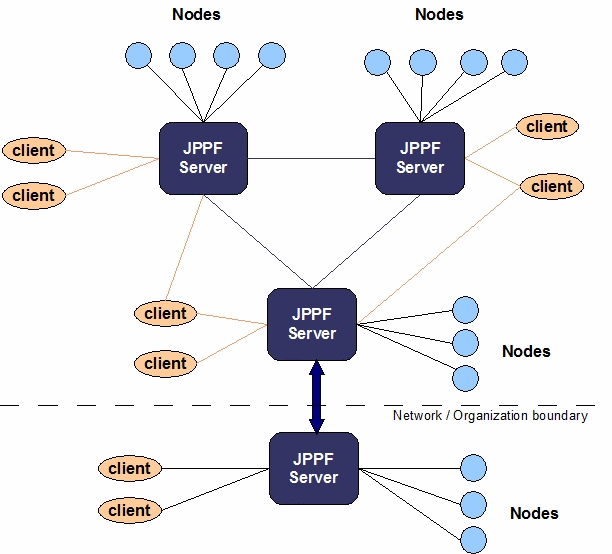 Nodes
Nodes
client
JPPF
Server
JPPF
Server
client
client
client
client
JPPF
Server
client
Nodes
Network / Organization boundary
client
JPPF
Server
client
Nodes